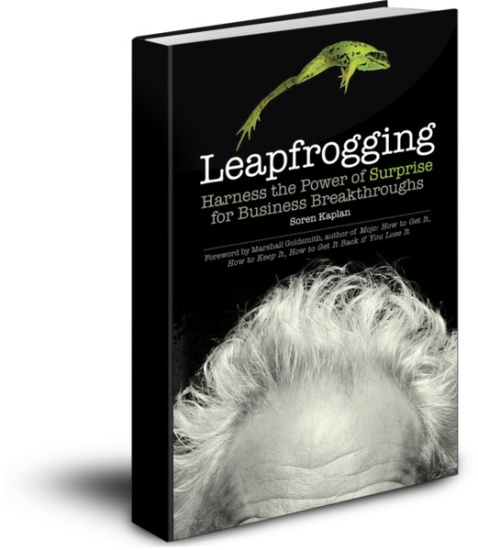 Leapfrogging
Harness the Power of Surprise
for Business Breakthroughs
Soren Kaplan
Foreword by Marshall Goldsmith, author of Mojo: How to Get It,
How to Keep It, How to Get It Back if You Lose It